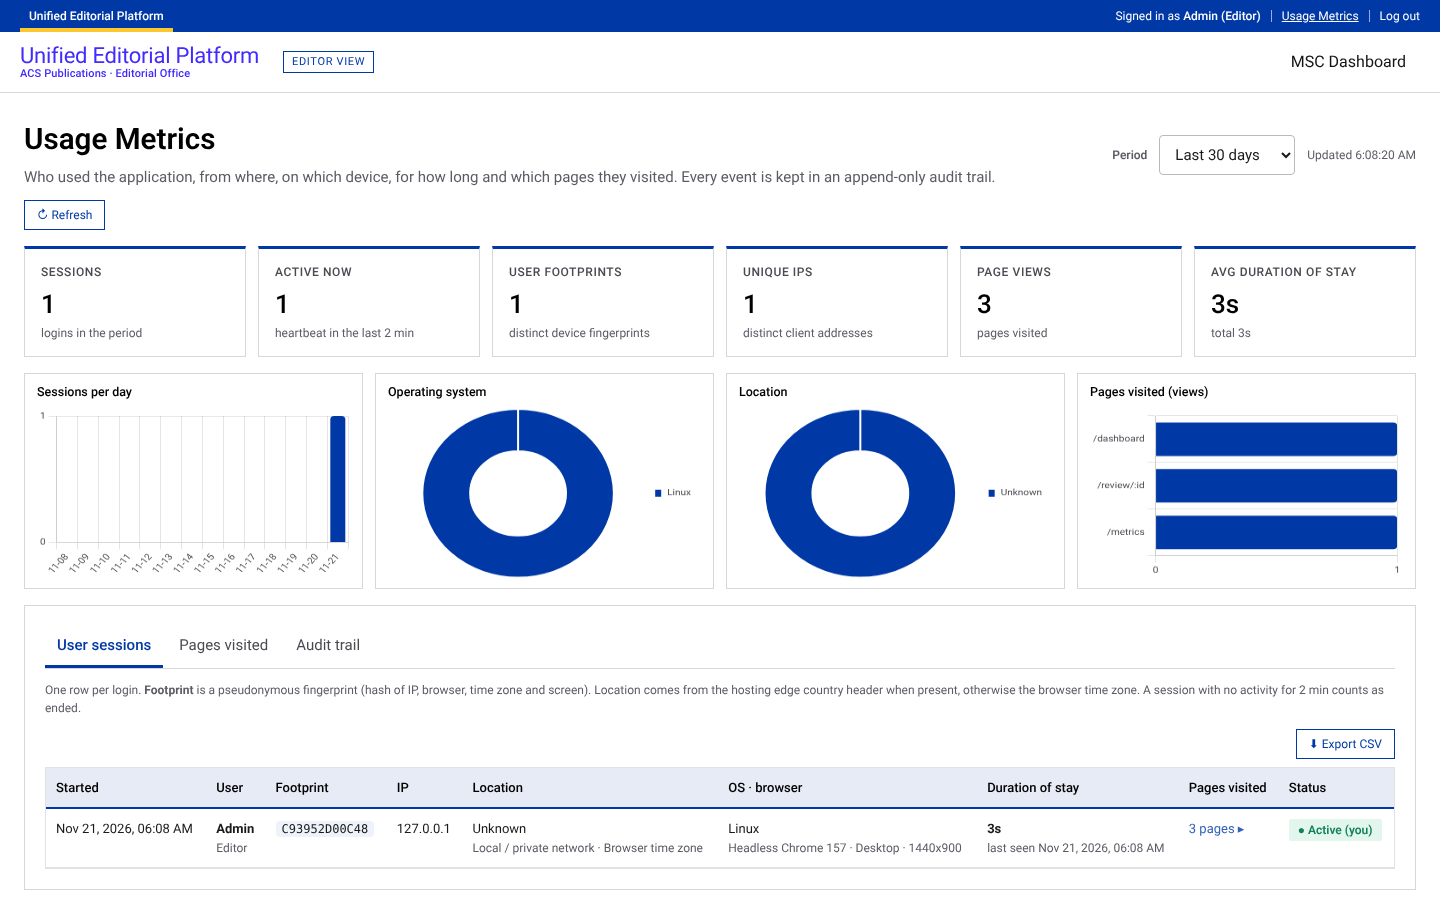 Unified Editorial Platform
Signed in as Admin (Editor) | Usage Metrics | Log out
Unified Editorial Platform
ACS Publications · Editorial Office
EDITOR VIEW
MSC Dashboard
Usage Metrics
Who used the application, from where, on which device, for how long and which pages they visited. Every event is kept in an append-only audit trail.
Period
Last 30 days
Updated 6:08:20 AM
↻ Refresh
SESSIONS
1
logins in the period
ACTIVE NOW
1
heartbeat in the last 2 min
USER FOOTPRINTS
1
distinct device fingerprints
UNIQUE IPS
1
distinct client addresses
PAGE VIEWS
3
pages visited
AVG DURATION OF STAY
3s
total 3s
Sessions per day
1
0
11-08 11-09 11-10 11-11 11-12 11-13 11-14 11-15 11-16 11-17 11-18 11-19 11-20 11-21
Operating system
Linux
Location
Unknown
Pages visited (views)
/dashboard
/review/:id
/metrics
0 1
User sessions Pages visited Audit trail
One row per login. Footprint is a pseudonymous fingerprint (hash of IP, browser, time zone and screen). Location comes from the hosting edge country header when present, otherwise the browser time zone. A session with no activity for 2 min counts as
ended.
⬇ Export CSV
Started User Footprint IP Location OS · browser Duration of stay Pages visited Status
Nov 21, 2026, 06:08 AM Admin C93952D00C48 127.0.0.1 Unknown Linux 3s 3 pages ▸ ● Active (you)
Editor Local / private network · Browser time zone Headless Chrome 157 · Desktop · 1440x900 last seen Nov 21, 2026, 06:08 AM